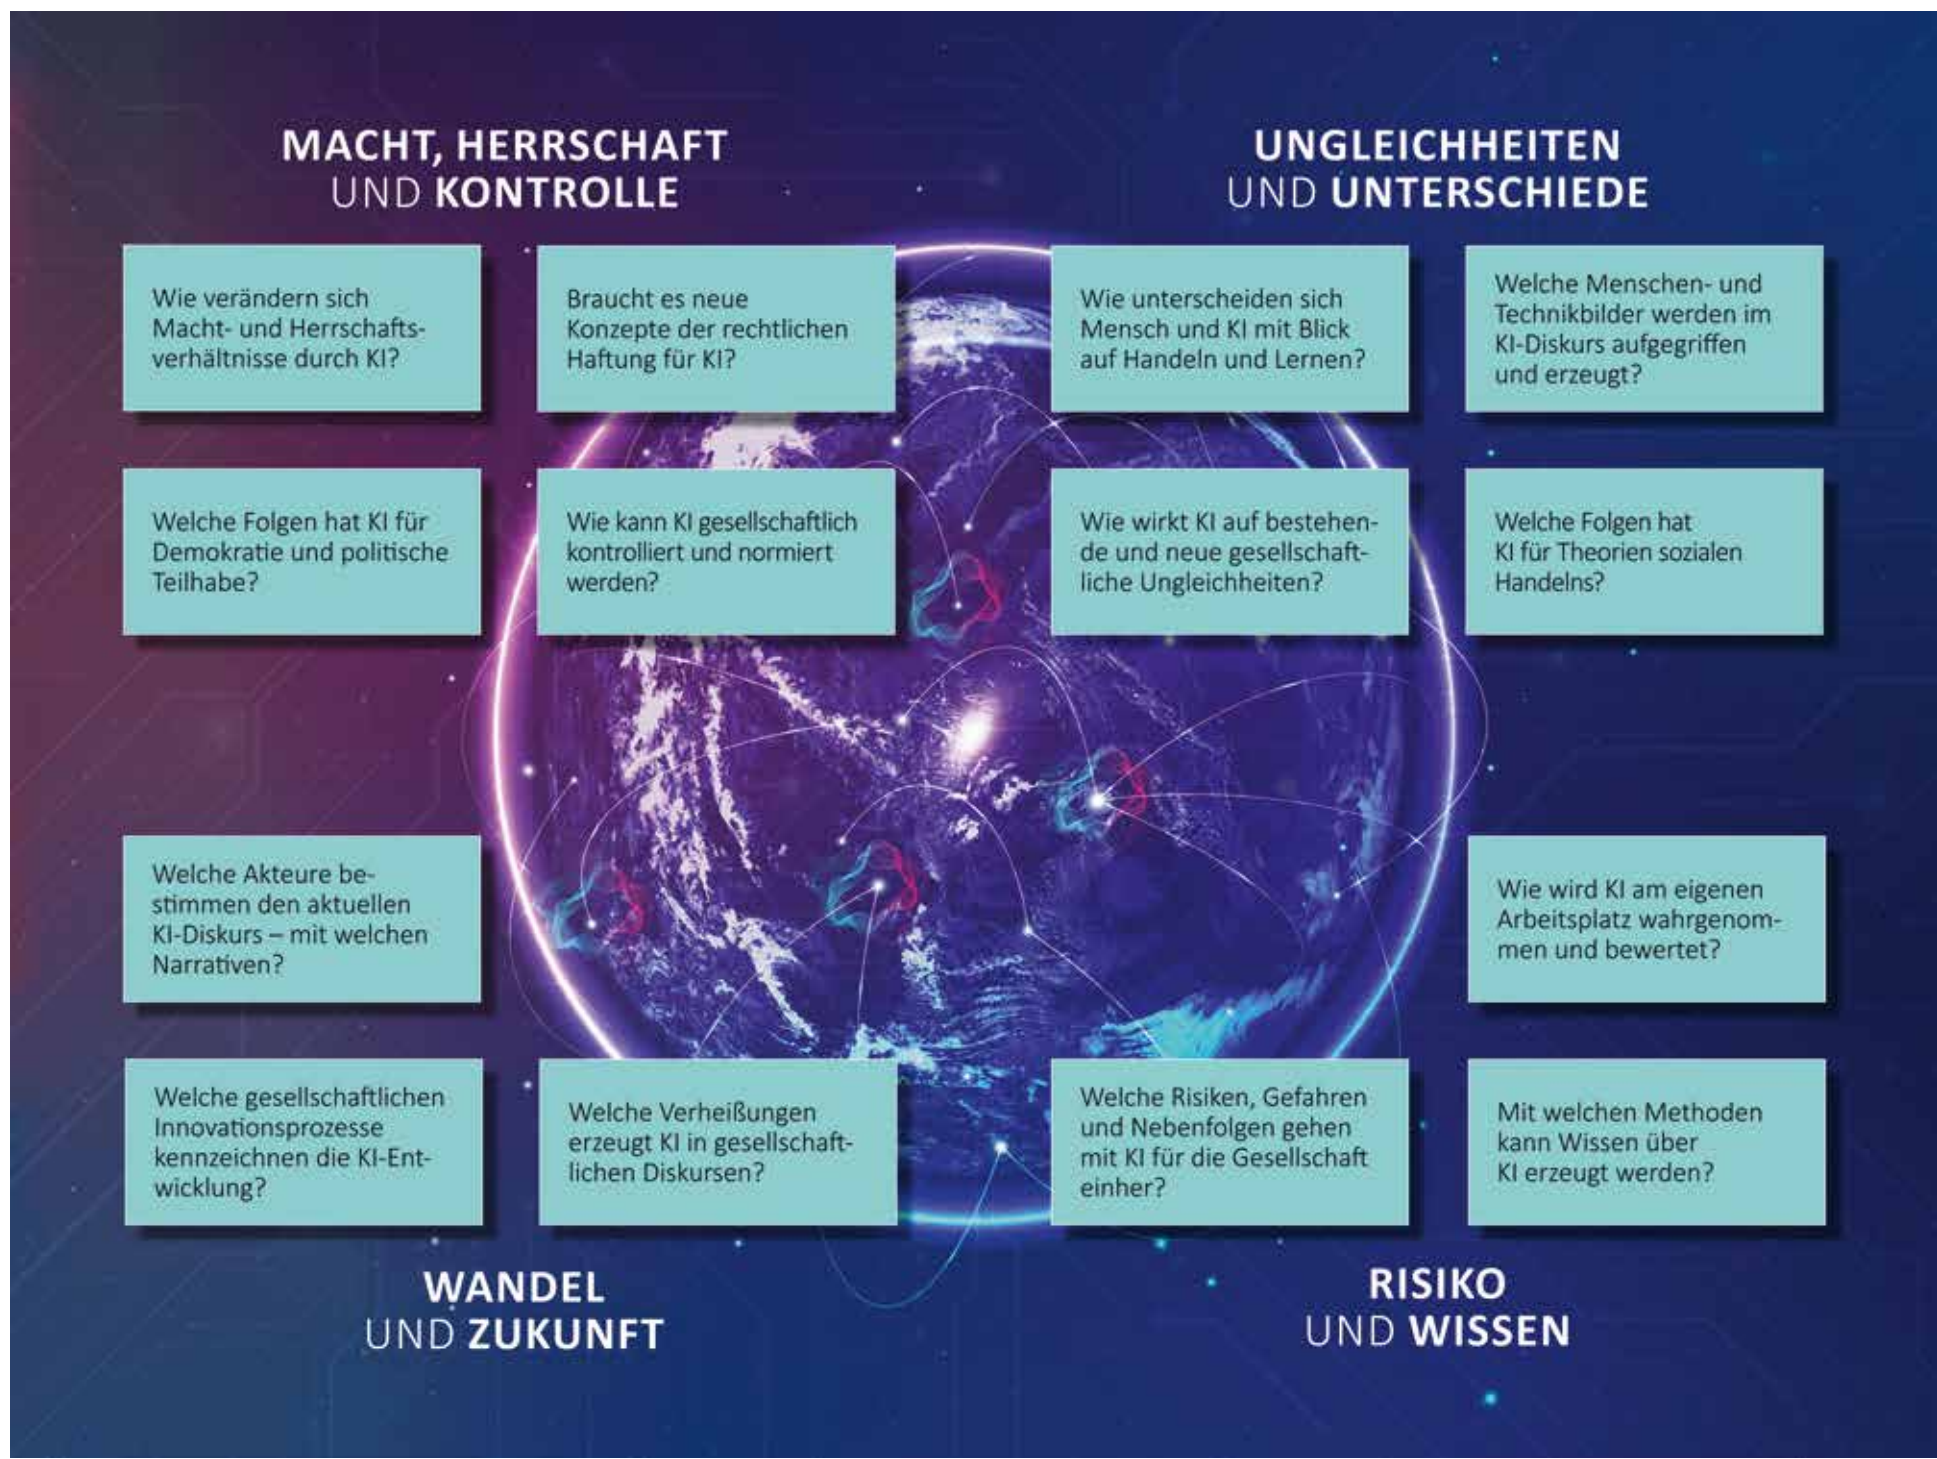 MACHT, HERRSCHAFT
UND KONTROLLE
Wie verändern sich
Macht- und Herrschafts-
verhältnisse durch KI?
Braucht es neue
Konzepte der rechtlichen
Haftung für KI?
Welche Folgen hat KI für
Demokratie und politische
Teilhabe?
Wie kann KI gesellschaftlich
kontrolliert und normiert
werden?
UNGLEICHHEITEN
UND UNTERSCHIEDE
Wie unterscheiden sich
Mensch und KI mit Blick
auf Handeln und Lernen?
Welche Menschen- und
Technikbilder werden im
KI-Diskurs aufgegriffen
und erzeugt?
Wie wirkt KI auf bestehen-
de und neue gesellschaft-
liche Ungleichheiten?
Welche Folgen hat
KI für Theorien sozialen
Handelns?
Welche Akteure be-
stimmen den aktuellen
KI-Diskurs – mit welchen
Narrativen?
Welche gesellschaftlichen
Innovationsprozesse
kennzeichnen die KI-Ent-
wicklung?
Welche Verheißungen
erzeugt KI in gesellschaft-
lichen Diskursen?
WANDEL
UND ZUKUNFT
Wie wird KI am eigenen
Arbeitsplatz wahrgenom-
men und bewertet?
Welche Risiken, Gefahren
und Nebenfolgen gehen
mit KI für die Gesellschaft
einher?
Mit welchen Methoden
kann Wissen über
KI erzeugt werden?
RISIKO
UND WISSEN